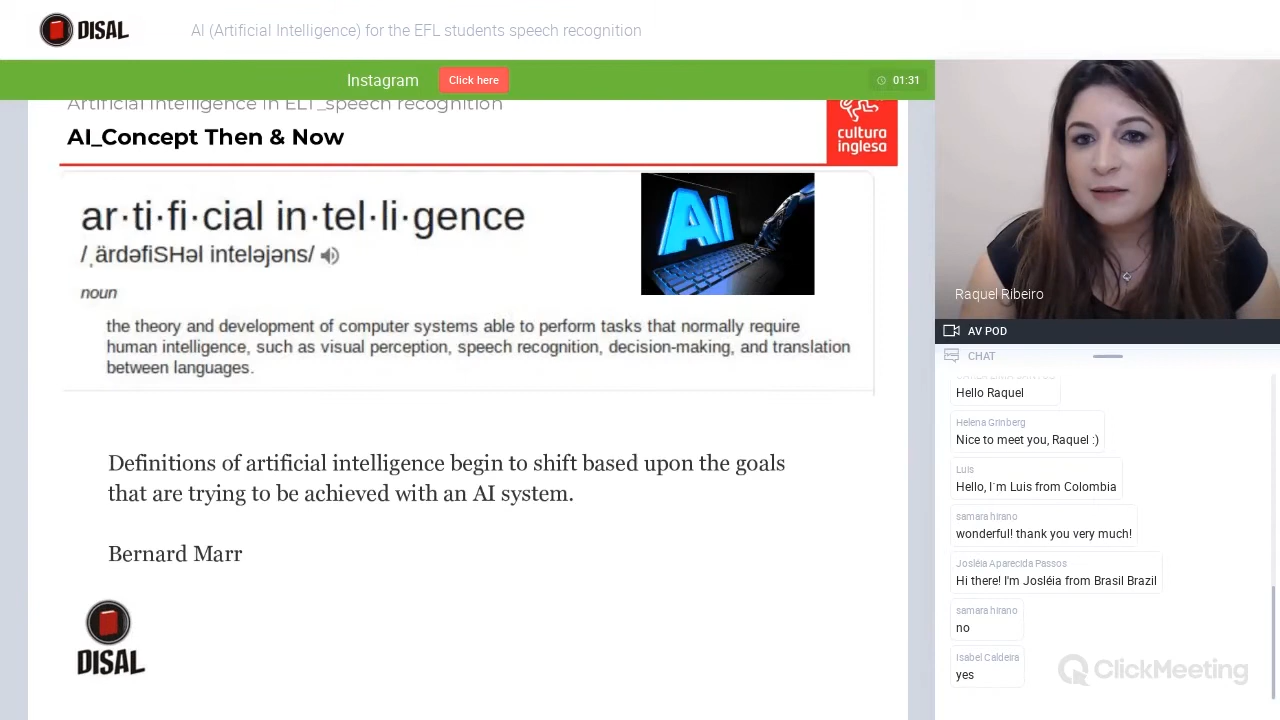 DISAL
AI (Artificial Intelligence) for the EFL students speech recognition
Instagram
Click here
01:31
Artificial Intelligence in ELT_speech recognition
AI_Concept Then & Now
cultura
inglesa
ar·ti·fi·cial in·tel·li·gence
/ˌärdəfiSHəl inteləjəns/
noun
the theory and development of computer systems able to perform tasks that normally require
human intelligence, such as visual perception, speech recognition, decision-making, and translation
between languages.
AI
Definitions of artificial intelligence begin to shift based upon the goals
that are trying to be achieved with an AI system.
Bernard Marr
DISAL
Raquel Ribeiro
AV POD
CHAT
Hello Raquel
Helena Grinberg
Nice to meet you, Raquel :)
Luis
Hello, I´m Luis from Colombia
samara hirano
wonderful! thank you very much!
Josléia Aparecida Passos
Hi there! I'm Josléia from Brasil Brazil
samara hirano
no
Isabel Caldeira
yes
ClickMeeting